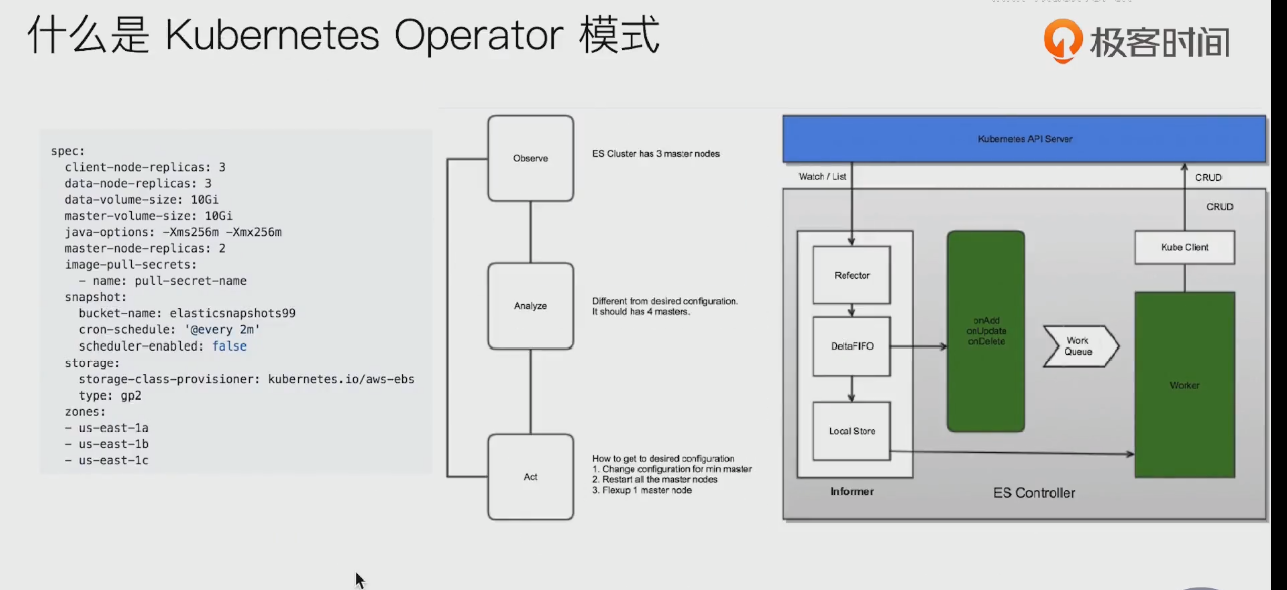 什么是 Kubernetes Operator 模式
极客时间
spec:
  client-node-replicas: 3
  data-node-replicas: 3
  data-volume-size: 10Gi
  master-volume-size: 10Gi
  java-options: -Xms256m -Xmx256m
  master-node-replicas: 2
  image-pull-secrets:
    - name: pull-secret-name
  snapshot:
    bucket-name: elasticsnapshots99
    cron-schedule: '@every 2m'
    scheduler-enabled: false
  storage:
    storage-class-provisioner: kubernetes.io/aws-ebs
    type: gp2
  zones:
  - us-east-1a
  - us-east-1b
  - us-east-1c
Observe
ES Cluster has 3 master nodes
Analyze
Different from desired configuration.
It should has 4 masters.
Act
How to get to desired configuration
1. Change configuration for min master
2. Restart all the master nodes
3. Flexup 1 master node
Kubernetes API Server
Watch / List
CRUD
CRUD
Kube Client
Refector
DeltaFIFO
Local Store
Informer
onAdd
onUpdate
onDelete
Work
Queue
Worker
ES Controller